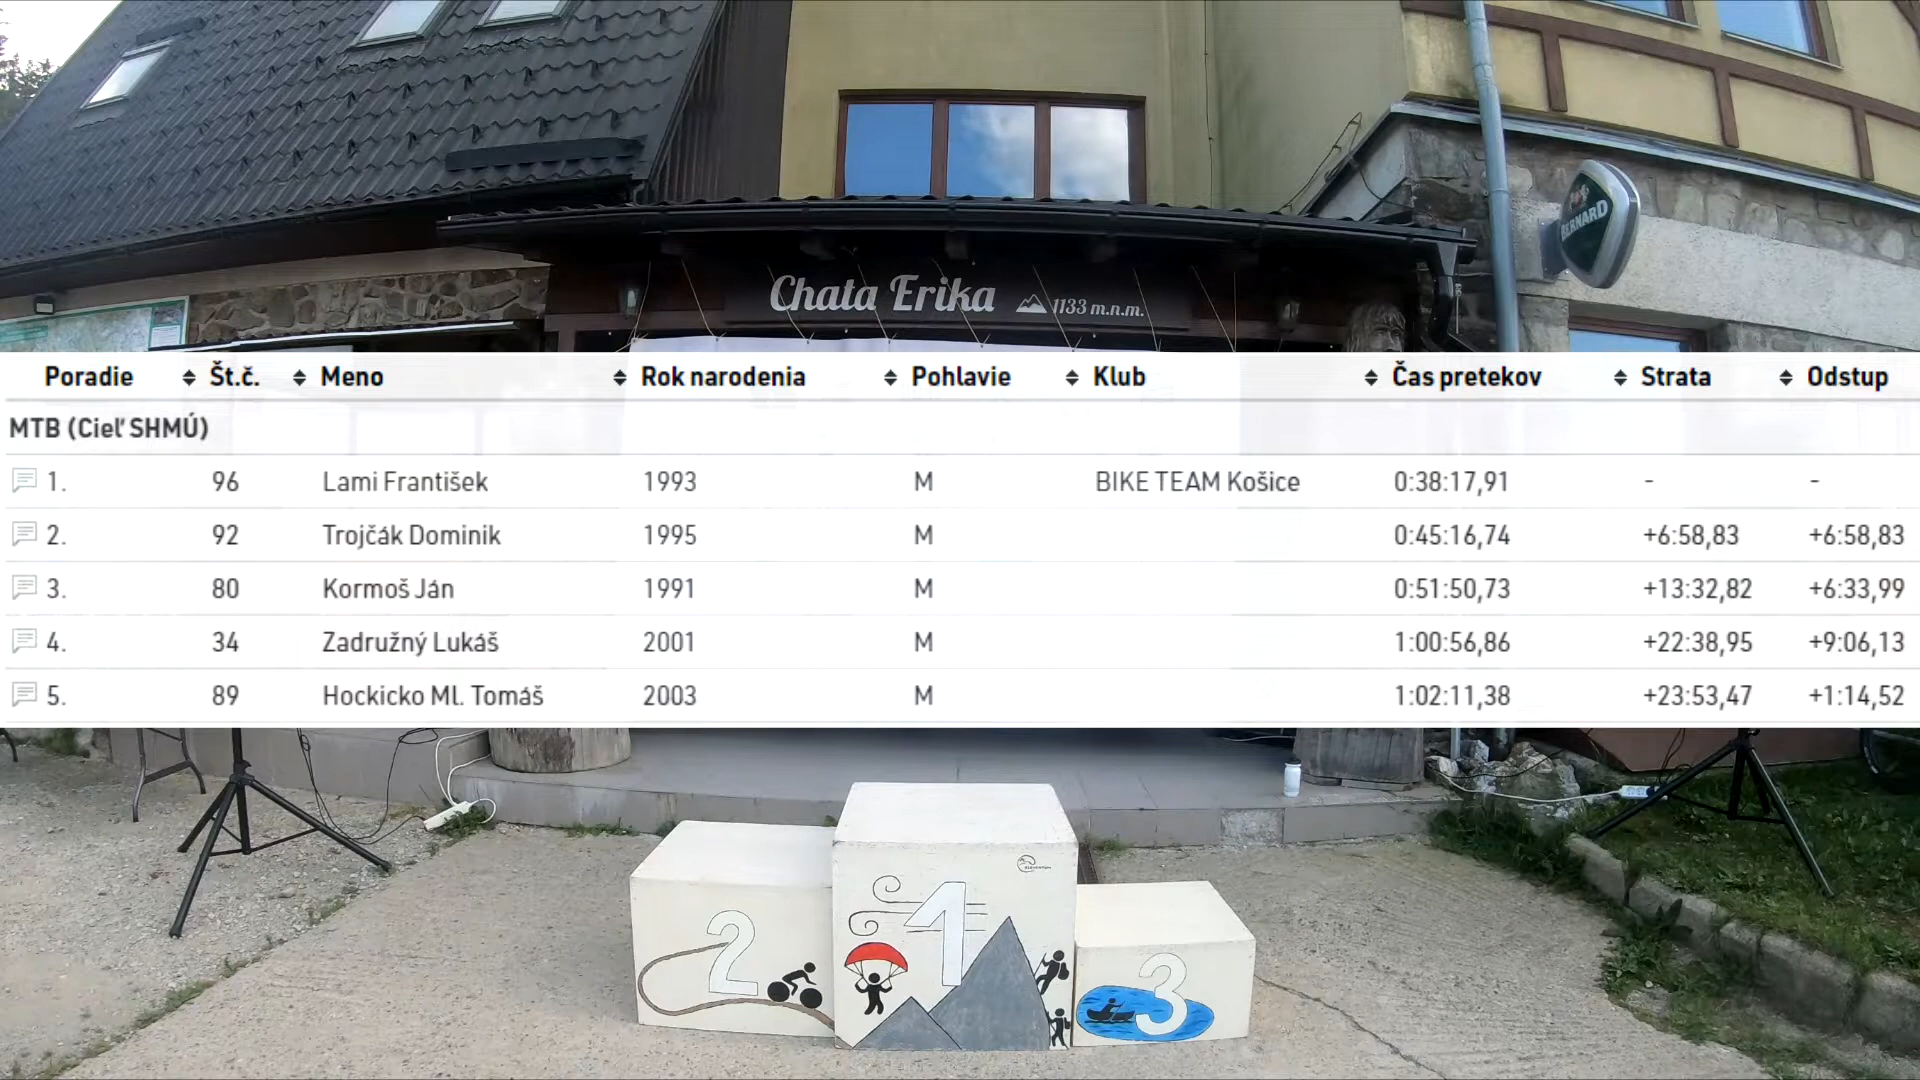 BERNARD
Chata Erika 1133 m.n.m.
Poradie Št.č. Meno Rok narodenia Pohlavie Klub Čas pretekov Strata Odstup
MTB (Cieľ SHMÚ)
1. 96 Lami František 1993 M BIKE TEAM Košice 0:38:17,91 - -
2. 92 Trojčák Dominik 1995 M 0:45:16,74 +6:58,83 +6:58,83
3. 80 Kormoš Ján 1991 M 0:51:50,73 +13:32,82 +6:33,99
4. 34 Zadružný Lukáš 2001 M 1:00:56,86 +22:38,95 +9:06,13
5. 89 Hockicko Ml. Tomáš 2003 M 1:02:11,38 +23:53,47 +1:14,52
2 1 3